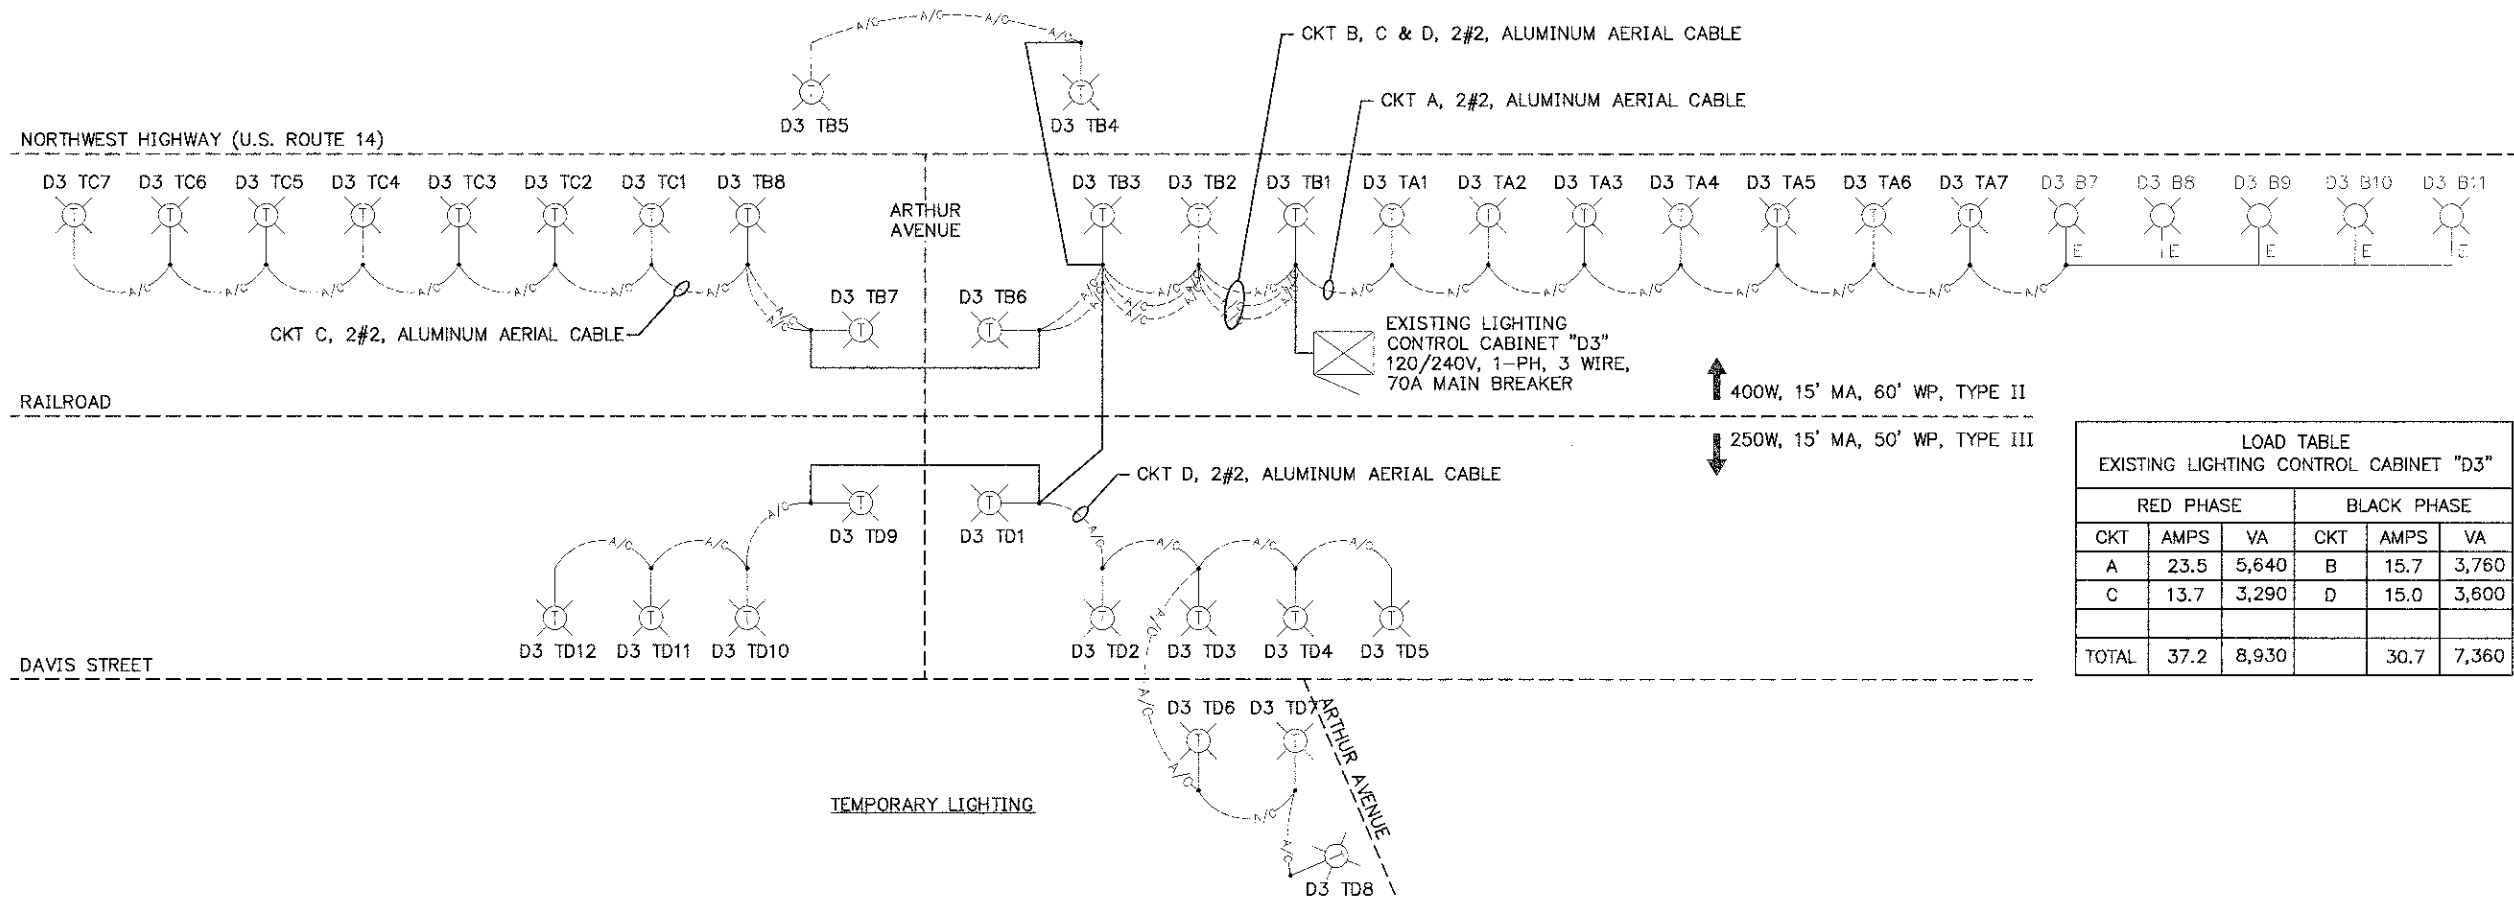 CKT B, C & D, 2#2, ALUMINUM AERIAL CABLE
A/C A/C A/C A/C
CKT A, 2#2, ALUMINUM AERIAL CABLE
D3 TB5 D3 TB4
NORTHWEST HIGHWAY (U.S. ROUTE 14)
D3 TC7 D3 TC6 D3 TC5 D3 TC4 D3 TC3 D3 TC2 D3 TC1 D3 TB8 D3 TB3 D3 TB2 D3 TB1 D3 TA1 D3 TA2 D3 TA3 D3 TA4 D3 TA5 D3 TA6 D3 TA7 D3 B7 D3 B8 D3 B9 D3 B10 D3 B11
ARTHUR
AVENUE
T T T T T T T T T T T T T T T T T T
E E E E E
A/C A/C A/C A/C A/C A/C A/C A/C A/C A/C A/C A/C A/C A/C
D3 TB7 D3 TB6
T T
CKT C, 2#2, ALUMINUM AERIAL CABLE
EXISTING LIGHTING
CONTROL CABINET "D3"
120/240V, 1-PH, 3 WIRE,
70A MAIN BREAKER
400W, 15' MA, 60' WP, TYPE II
RAILROAD
250W, 15' MA, 50' WP, TYPE III
CKT D, 2#2, ALUMINUM AERIAL CABLE
T T
D3 TD9 D3 TD1
A/C A/C A/C A/C A/C A/C
T T T T T T T
D3 TD12 D3 TD11 D3 TD10 D3 TD2 D3 TD3 D3 TD4 D3 TD5
DAVIS STREET
A/C A/C A/C
D3 TD6 D3 TD7
T T
ARTHUR AVENUE
A/C A/C
T
D3 TD8
TEMPORARY LIGHTING
LOAD TABLE
EXISTING LIGHTING CONTROL CABINET "D3"
RED PHASE BLACK PHASE
CKT AMPS VA CKT AMPS VA
A 23.5 5,640 B 15.7 3,760
C 13.7 3,290 D 15.0 3,600
TOTAL 37.2 8,930 30.7 7,360